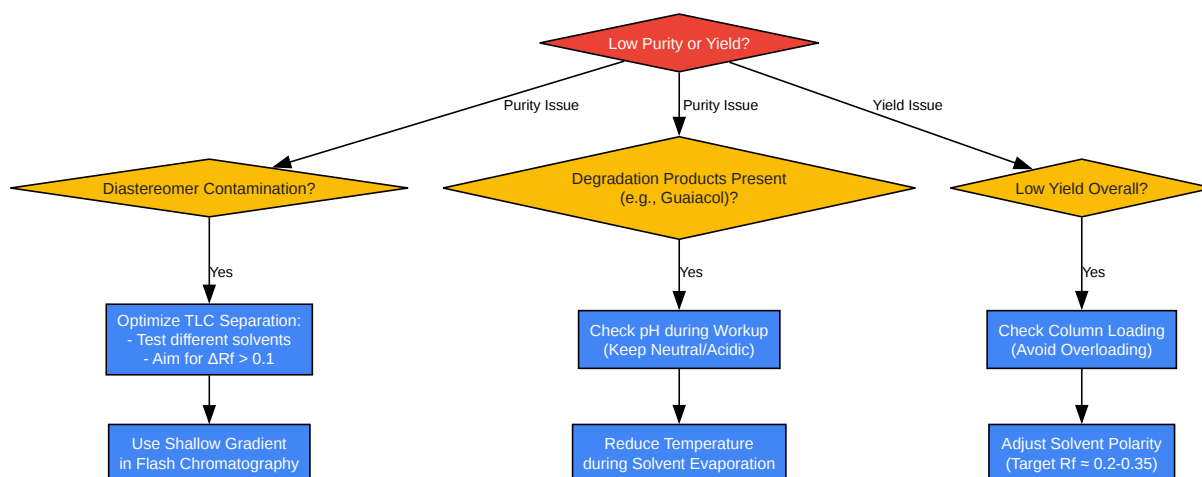 Low Purity or Yield?
Purity Issue
Purity Issue
Yield Issue
Diastereomer Contamination?
Degradation Products Present
(e.g., Guaiacol)?
Low Yield Overall?
Yes
Yes
Yes
Optimize TLC Separation:
- Test different solvents
- Aim for ΔRf > 0.1
Check pH during Workup
(Keep Neutral/Acidic)
Check Column Loading
(Avoid Overloading)
Use Shallow Gradient
in Flash Chromatography
Reduce Temperature
during Solvent Evaporation
Adjust Solvent Polarity
(Target Rf ≈ 0.2-0.35)